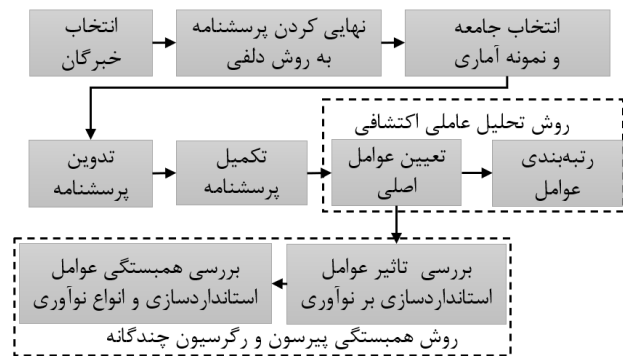 انتخاب
خبرگان
نهایی کردن پرسشنامه
به روش دلفی
انتخاب جامعه
و نمونه آماری
تدوین
پرسشنامه
تکمیل
پرسشنامه
روش تحلیل عاملی اکتشافی
تعیین عوامل
اصلی
رتبه‌بندی
عوامل
بررسی تاثیر عوامل
استانداردسازی بر نوآوری
بررسی همبستگی عوامل
استانداردسازی و انواع نوآوری
روش همبستگی پیرسون و رگرسیون چندگانه